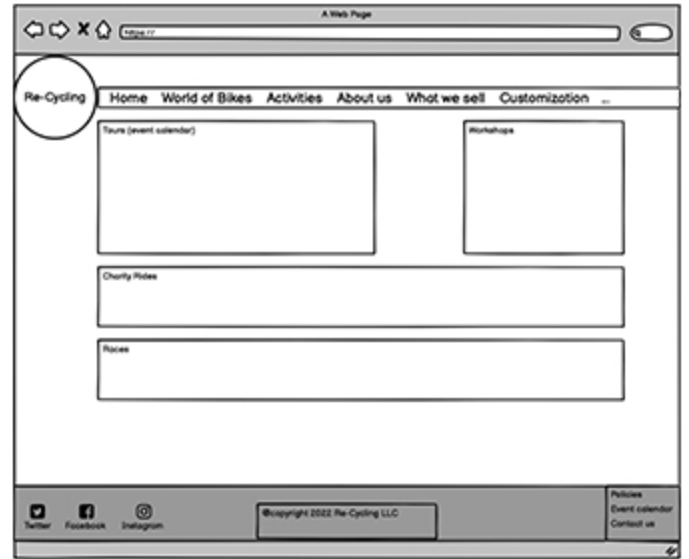 A Web Page
https://
Re-Cycling
Home World of Bikes Activities About us What we sell Customization ...
Tours (event calendar)
Workshops
Charity Rides
Races
Policies
Event calendar
Contact us
©copyright 2022 Re-Cycling LLC
Twitter Facebook Instagram